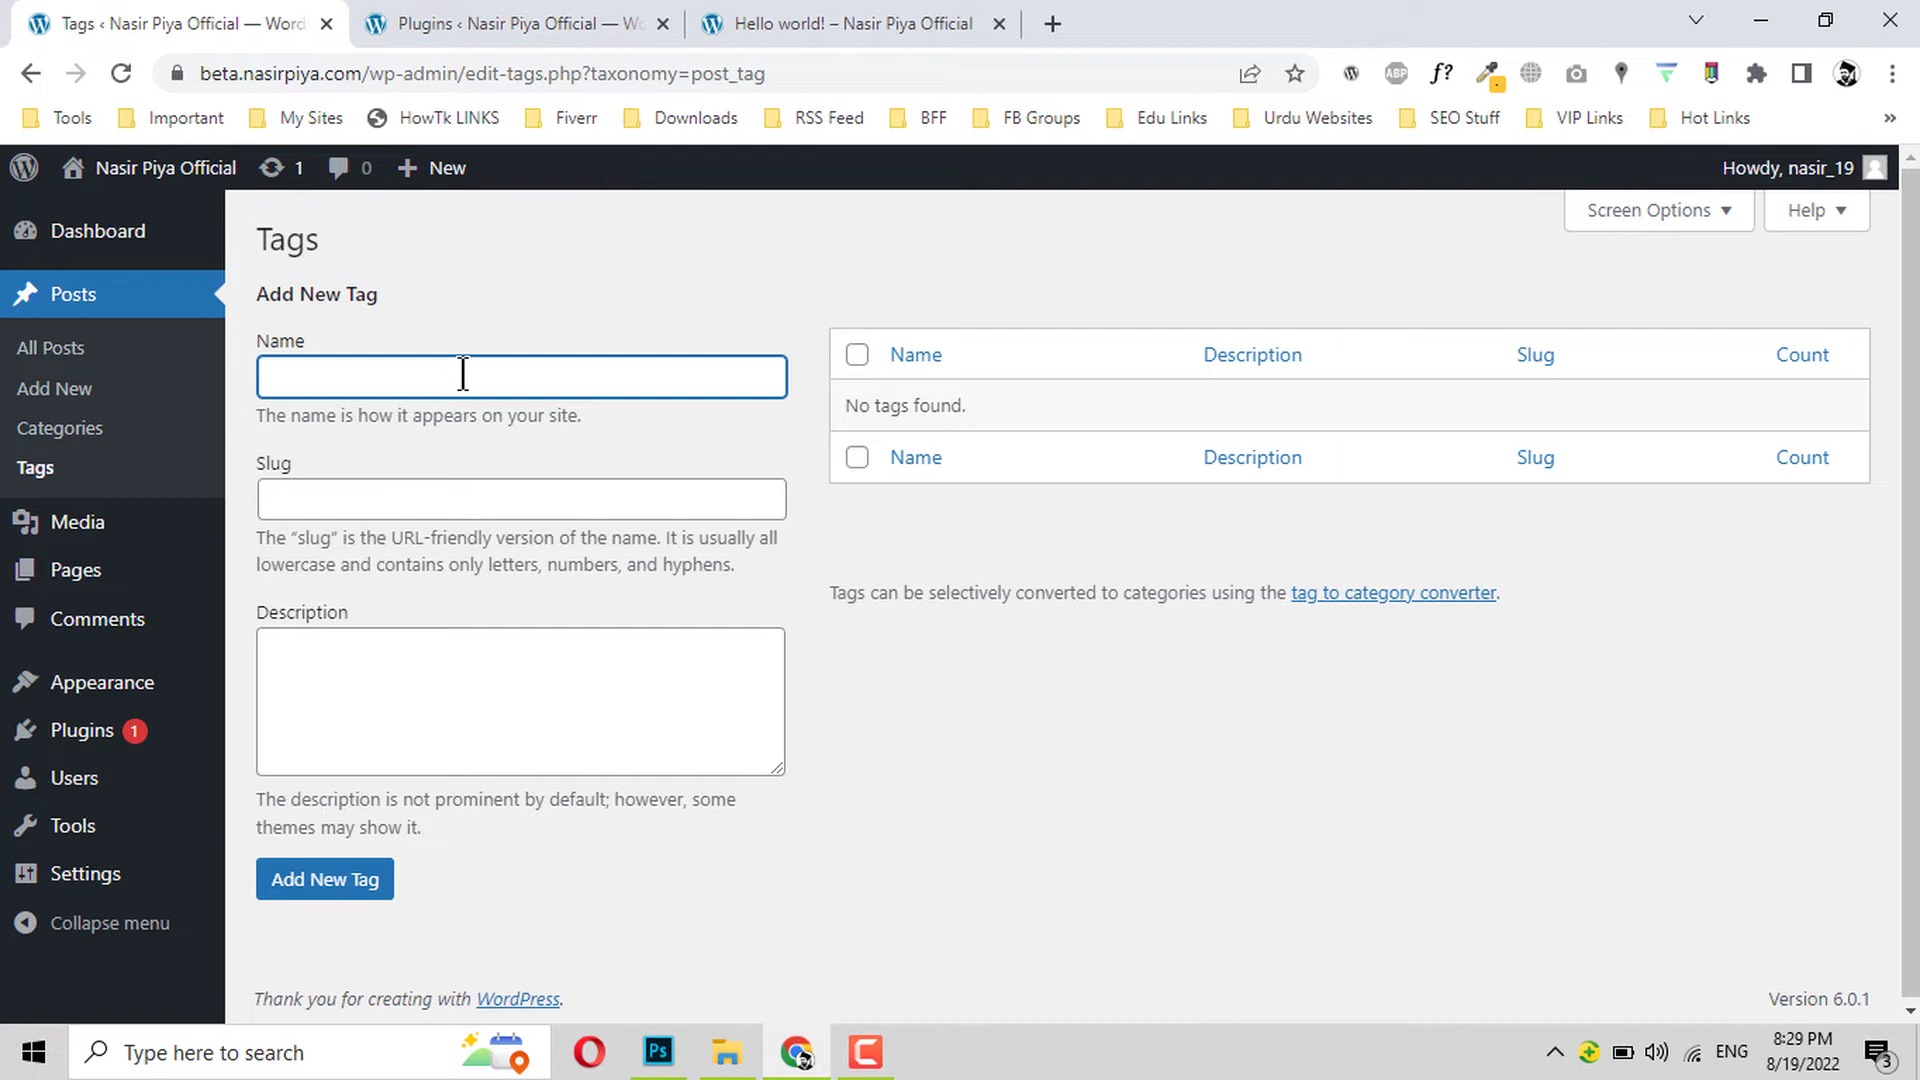 Tags ‹ Nasir Piya Official — Word
Plugins ‹ Nasir Piya Official — Wo
Hello world! – Nasir Piya Official
beta.nasirpiya.com/wp-admin/edit-tags.php?taxonomy=post_tag
ABP
f?
Tools
Important
My Sites
HowTk LINKS
Fiverr
Downloads
RSS Feed
BFF
FB Groups
Edu Links
Urdu Websites
SEO Stuff
VIP Links
Hot Links
»
Nasir Piya Official
1
0
New
Howdy, nasir_19
Screen Options
Help
Dashboard
Posts
All Posts
Add New
Categories
Tags
Media
Pages
Comments
Appearance
Plugins 1
Users
Tools
Settings
Collapse menu
Tags
Add New Tag
Name
The name is how it appears on your site.
Slug
The “slug” is the URL-friendly version of the name. It is usually all
lowercase and contains only letters, numbers, and hyphens.
Description
The description is not prominent by default; however, some
themes may show it.
Add New Tag
Name Description Slug Count
No tags found.
Name Description Slug Count
Tags can be selectively converted to categories using the tag to category converter.
Thank you for creating with WordPress.
Version 6.0.1
Type here to search
Ps
ENG
8:29 PM
8/19/2022
3